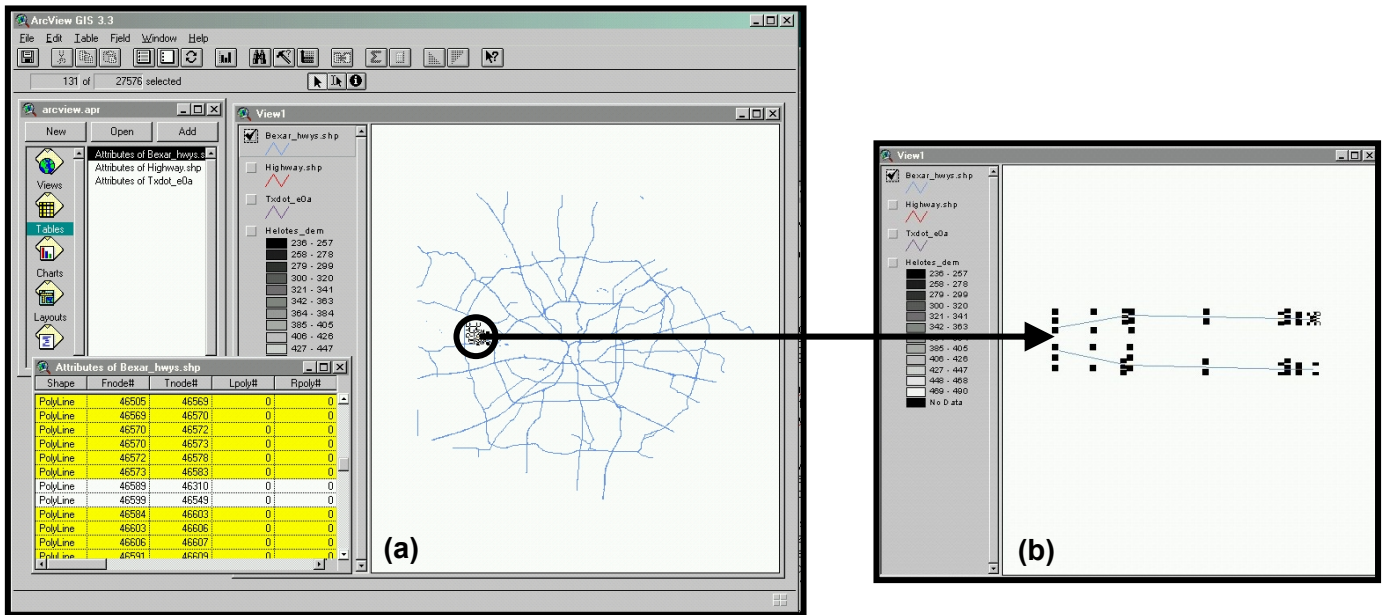 ArcView GIS 3.3
File Edit Table Field Window Help
131 of 27576 selected
arcview.apr
New Open Add
Views
Tables
Charts
Layouts
Attributes of Bexar_hwys.s
Attributes of Highway.shp
Attributes of Txdot_e0a
View1
Bexar_hwys.shp
Highway.shp
Txdot_e0a
Helotes_dem
236 - 257
258 - 278
279 - 299
300 - 320
321 - 341
342 - 363
364 - 384
385 - 405
406 - 426
427 - 447
Attributes of Bexar_hwys.shp
Shape Fnode# Tnode# Lpoly# Rpoly#
PolyLine 46505 46569 0 0
PolyLine 46569 46570 0 0
PolyLine 46570 46572 0 0
PolyLine 46570 46573 0 0
PolyLine 46572 46578 0 0
PolyLine 46573 46583 0 0
PolyLine 46589 46310 0 0
PolyLine 46599 46549 0 0
PolyLine 46584 46603 0 0
PolyLine 46603 46606 0 0
PolyLine 46606 46607 0 0
PolyLine 46591 46609 0 0
(a)
View1
Bexar_hwys.shp
Highway.shp
Txdot_e0a
Helotes_dem
236 - 257
258 - 278
279 - 299
300 - 320
321 - 341
342 - 363
385 - 405
406 - 426
427 - 447
448 - 468
469 - 490
No Data
(b)